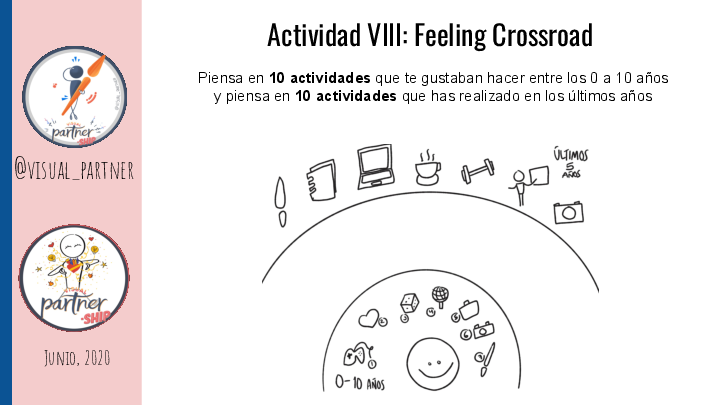 Actividad VIII: Feeling Crossroad
Piensa en 10 actividades que te gustaban hacer entre los 0 a 10 años
y piensa en 10 actividades que has realizado en los últimos años
partner
SHIP
@VISUAL_PARTNER
VISUAL
partner
-SHIP
JUNIO, 2020
ÚLTIMOS
5
AÑOS
1
2
3
4
5
6
7
0-10 AÑOS